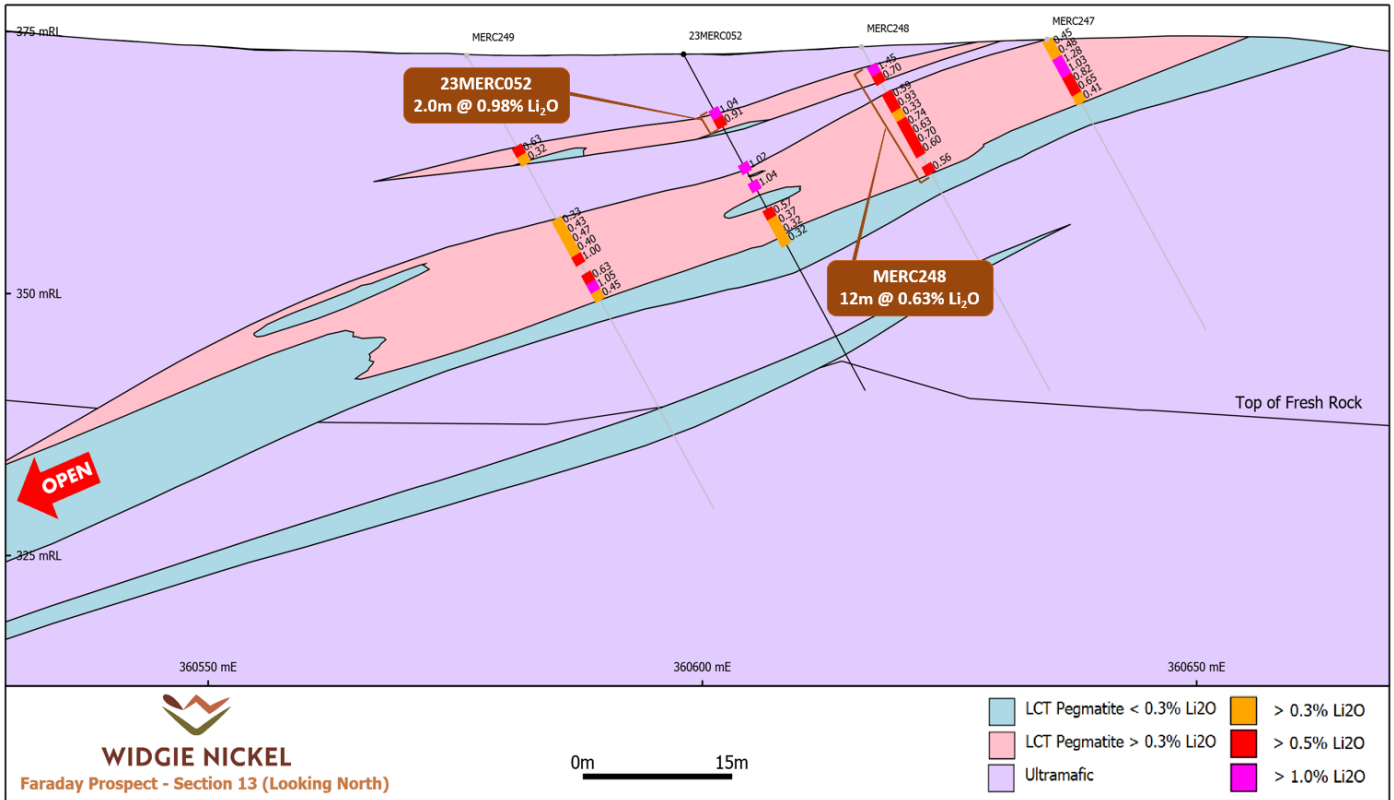 375 mRL
MERC249
23MERC052
MERC248
MERC247
23MERC052
2.0m @ 0.98% Li₂O
1.04
0.91
1.45
0.70
0.59
0.93
0.33
0.74
0.63
0.70
0.60
0.56
0.45
0.48
1.28
1.03
0.82
0.65
0.41
0.63
0.32
1.02
1.04
0.57
0.37
0.32
0.32
0.33
0.43
0.47
0.40
1.00
0.63
1.05
0.45
MERC248
12m @ 0.63% Li₂O
350 mRL
Top of Fresh Rock
OPEN
325 mRL
360550 mE
360600 mE
360650 mE
WIDGIE NICKEL
Faraday Prospect - Section 13 (Looking North)
0m
15m
LCT Pegmatite < 0.3% Li2O
LCT Pegmatite > 0.3% Li2O
Ultramafic
> 0.3% Li2O
> 0.5% Li2O
> 1.0% Li2O